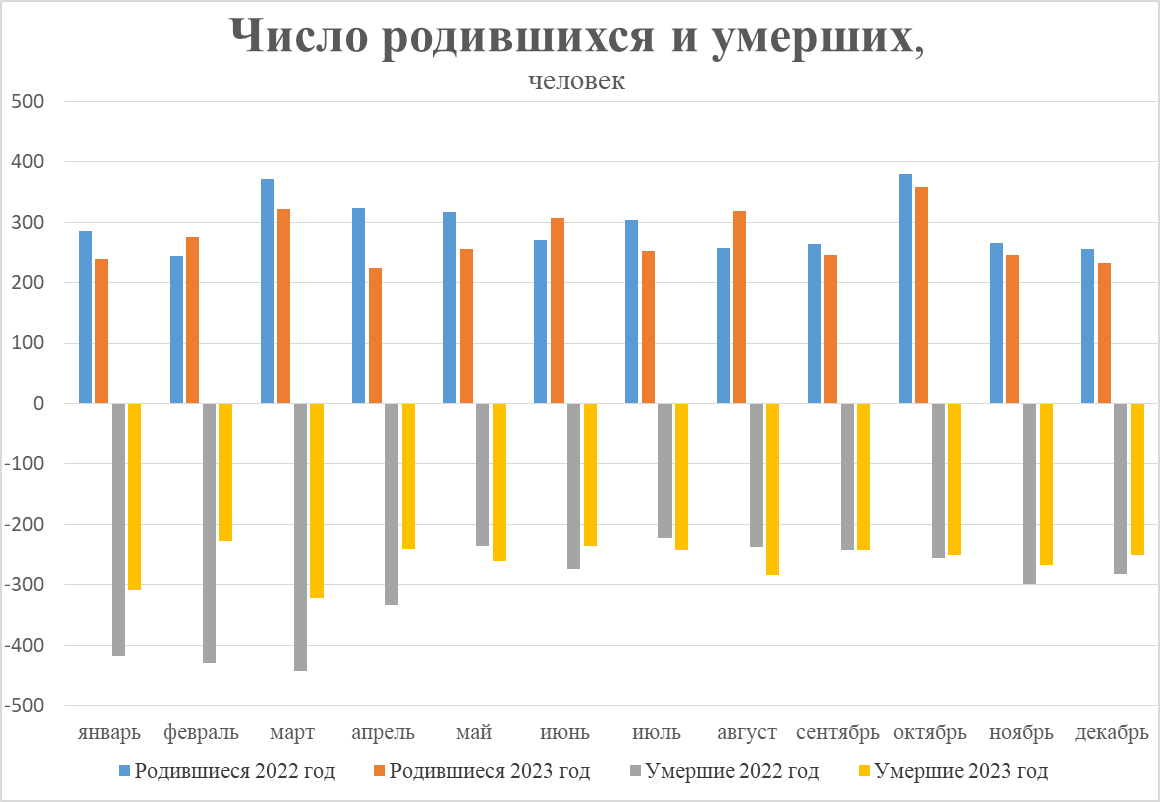 Число родившихся и умерших,
человек
500
400
300
200
100
0
-100
-200
-300
-400
-500
январь февраль март апрель май июнь июль август сентябрь октябрь ноябрь декабрь
Родившиеся 2022 год Родившиеся 2023 год Умершие 2022 год Умершие 2023 год